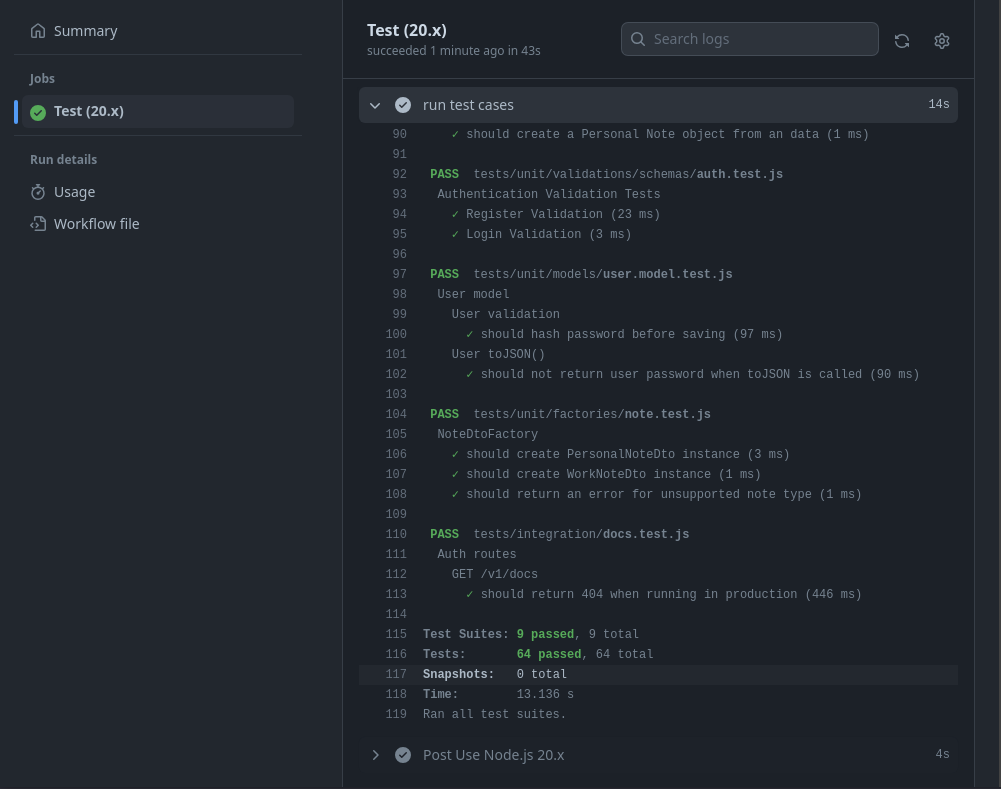 Summary
Jobs
Test (20.x)
Run details
Usage
Workflow file
Test (20.x)
succeeded 1 minute ago in 43s
Search logs
run test cases 14s
90 ✓ should create a Personal Note object from an data (1 ms)
91
92 PASS tests/unit/validations/schemas/auth.test.js
93 Authentication Validation Tests
94 ✓ Register Validation (23 ms)
95 ✓ Login Validation (3 ms)
96
97 PASS tests/unit/models/user.model.test.js
98 User model
99 User validation
100 ✓ should hash password before saving (97 ms)
101 User toJSON()
102 ✓ should not return user password when toJSON is called (90 ms)
103
104 PASS tests/unit/factories/note.test.js
105 NoteDtoFactory
106 ✓ should create PersonalNoteDto instance (3 ms)
107 ✓ should create WorkNoteDto instance (1 ms)
108 ✓ should return an error for unsupported note type (1 ms)
109
110 PASS tests/integration/docs.test.js
111 Auth routes
112 GET /v1/docs
113 ✓ should return 404 when running in production (446 ms)
114
115 Test Suites: 9 passed, 9 total
116 Tests: 64 passed, 64 total
117 Snapshots: 0 total
118 Time: 13.136 s
119 Ran all test suites.
Post Use Node.js 20.x 4s